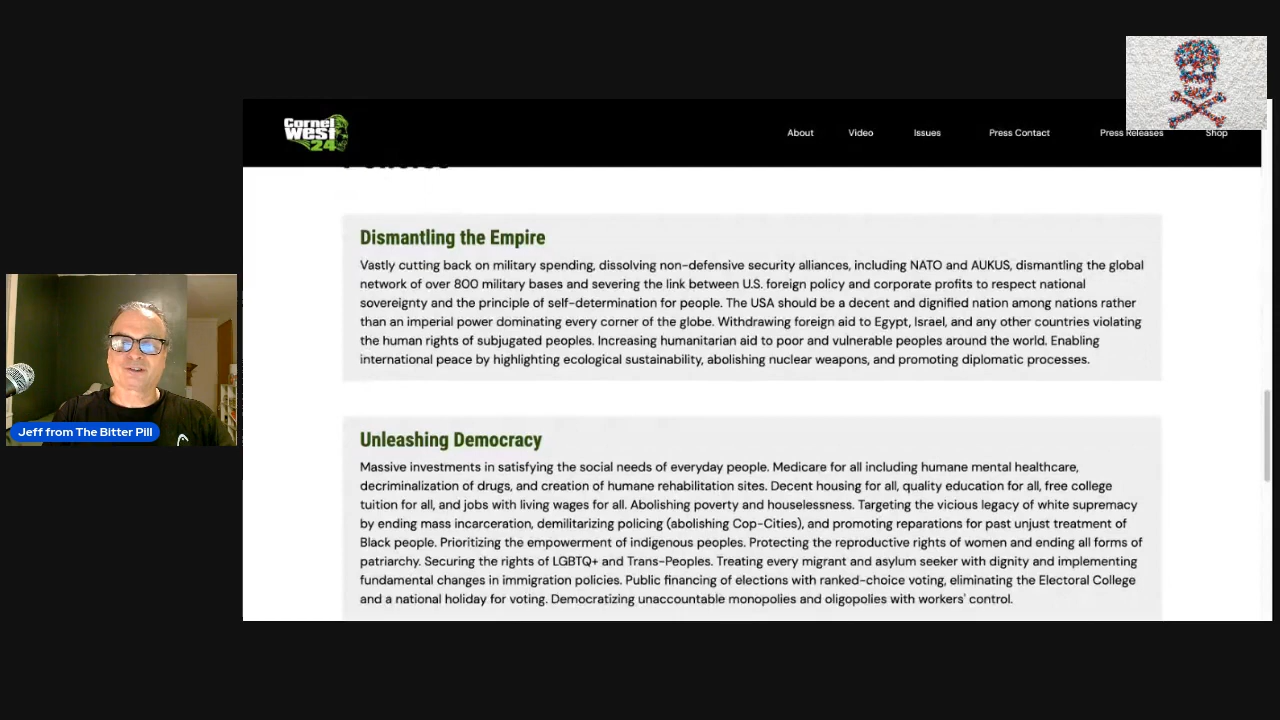 Cornel
West
24
About Video Issues Press Contact Press Releases Shop
Dismantling the Empire
Vastly cutting back on military spending, dissolving non-defensive security alliances, including NATO and AUKUS, dismantling the global
network of over 800 military bases and severing the link between U.S. foreign policy and corporate profits to respect national
sovereignty and the principle of self-determination for people. The USA should be a decent and dignified nation among nations rather
than an imperial power dominating every corner of the globe. Withdrawing foreign aid to Egypt, Israel, and any other countries violating
the human rights of subjugated peoples. Increasing humanitarian aid to poor and vulnerable peoples around the world. Enabling
international peace by highlighting ecological sustainability, abolishing nuclear weapons, and promoting diplomatic processes.
Unleashing Democracy
Massive investments in satisfying the social needs of everyday people. Medicare for all including humane mental healthcare,
decriminalization of drugs, and creation of humane rehabilitation sites. Decent housing for all, quality education for all, free college
tuition for all, and jobs with living wages for all. Abolishing poverty and houselessness. Targeting the vicious legacy of white supremacy
by ending mass incarceration, demilitarizing policing (abolishing Cop-Cities), and promoting reparations for past unjust treatment of
Black people. Prioritizing the empowerment of indigenous peoples. Protecting the reproductive rights of women and ending all forms of
patriarchy. Securing the rights of LGBTQ+ and Trans-Peoples. Treating every migrant and asylum seeker with dignity and implementing
fundamental changes in immigration policies. Public financing of elections with ranked-choice voting, eliminating the Electoral College
and a national holiday for voting. Democratizing unaccountable monopolies and oligopolies with workers' control.
Jeff from The Bitter Pill